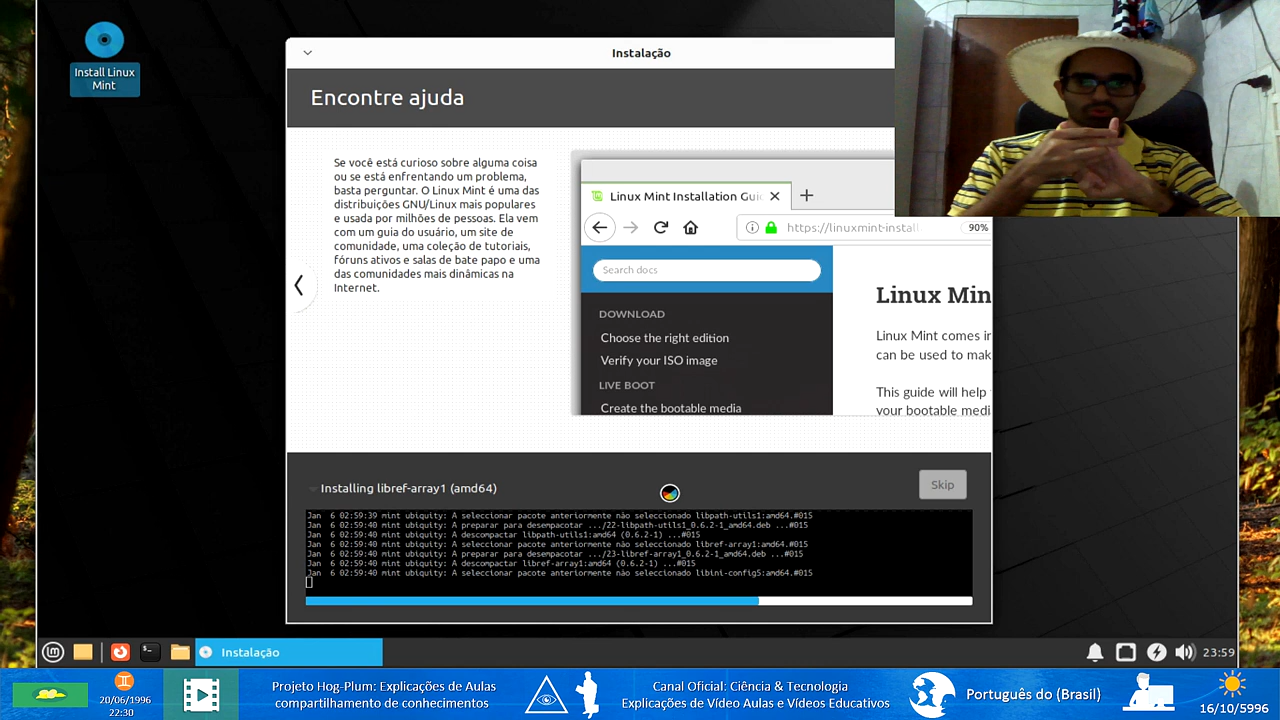 Install Linux
Mint
Instalação
Encontre ajuda
Se você está curioso sobre alguma coisa
ou se está enfrentando um problema,
basta perguntar. O Linux Mint é uma das
distribuições GNU/Linux mais populares
e usada por milhões de pessoas. Ela vem
com um guia do usuário, um site de
comunidade, uma coleção de tutoriais,
fóruns ativos e salas de bate papo e uma
das comunidades mais dinâmicas na
Internet.
Linux Mint Installation Guid
https://linuxmint-install
90%
Search docs
DOWNLOAD
Choose the right edition
Verify your ISO image
LIVE BOOT
Create the bootable media
Linux Min
Linux Mint comes in
can be used to mak
This guide will help
your bootable medi
Installing libref-array1 (amd64)
Skip
Jan 6 02:59:39 mint ubiquity: A seleccionar pacote anteriormente não seleccionado libpath-utils1:amd64.#015
Jan 6 02:59:40 mint ubiquity: A preparar para desempacotar .../22-libpath-utils1_0.6.2-1_amd64.deb ...#015
Jan 6 02:59:40 mint ubiquity: A descompactar libpath-utils1:amd64 (0.6.2-1) ...#015
Jan 6 02:59:40 mint ubiquity: A seleccionar pacote anteriormente não seleccionado libref-array1:amd64.#015
Jan 6 02:59:40 mint ubiquity: A preparar para desempacotar .../23-libref-array1_0.6.2-1_amd64.deb ...#015
Jan 6 02:59:40 mint ubiquity: A descompactar libref-array1:amd64 (0.6.2-1) ...#015
Jan 6 02:59:40 mint ubiquity: A seleccionar pacote anteriormente não seleccionado libini-config5:amd64.#015
Instalação
23:59
20/06/1996
22:30
Projeto Hog-Plum: Explicações de Aulas
compartilhamento de conhecimentos
Canal Oficial: Ciência & Tecnologia
Explicações de Vídeo Aulas e Vídeos Educativos
Português do (Brasil)
16/10/5996